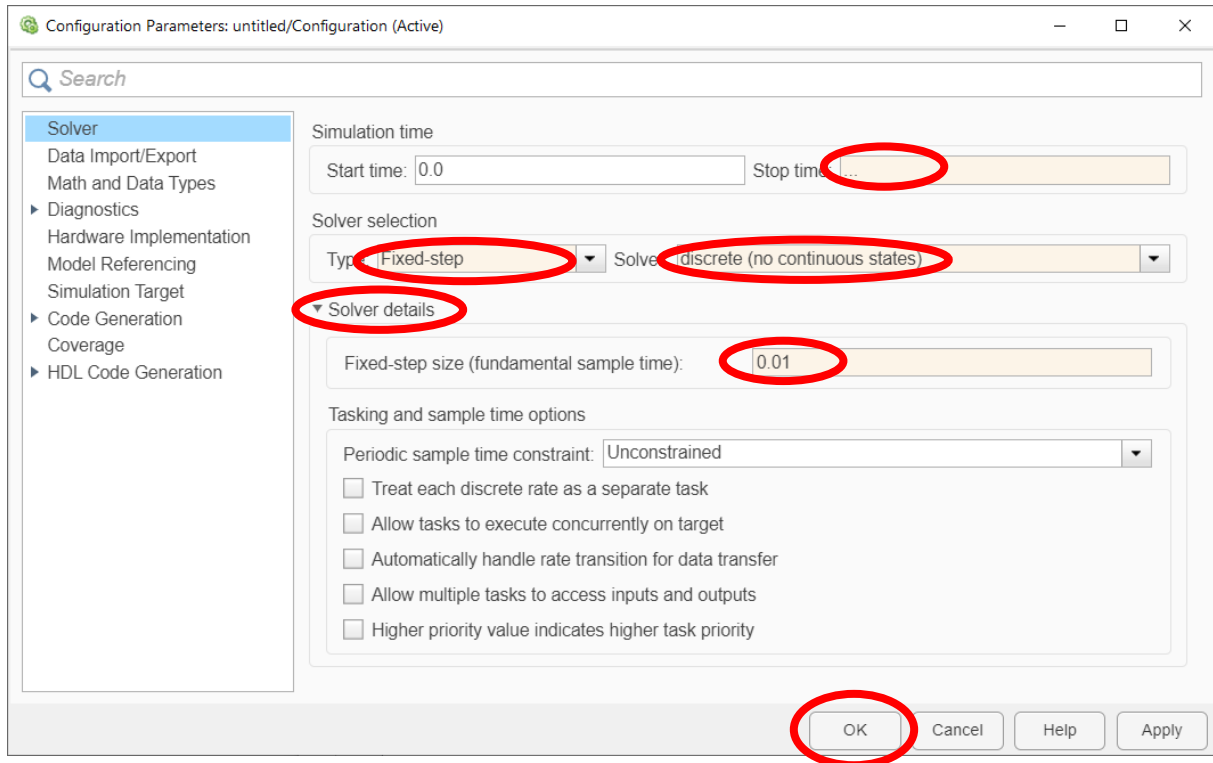 Configuration Parameters: untitled/Configuration (Active)
Search
Solver
Data Import/Export
Math and Data Types
Diagnostics
Hardware Implementation
Model Referencing
Simulation Target
Code Generation
Coverage
HDL Code Generation
Simulation time
Start time: 0.0 Stop time: ...
Solver selection
Type: Fixed-step Solver: discrete (no continuous states)
Solver details
Fixed-step size (fundamental sample time): 0.01
Tasking and sample time options
Periodic sample time constraint: Unconstrained
Treat each discrete rate as a separate task
Allow tasks to execute concurrently on target
Automatically handle rate transition for data transfer
Allow multiple tasks to access inputs and outputs
Higher priority value indicates higher task priority
OK Cancel Help Apply